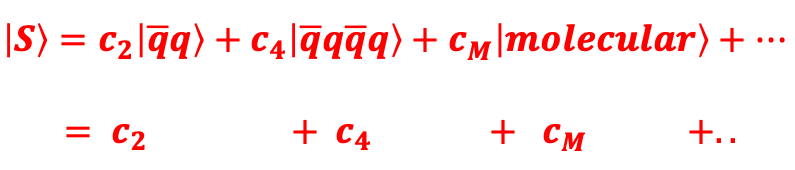 |S⟩ = c₂|q̅q⟩ + c₄|q̅qq̅q⟩ + c_M|molecular⟩ + ⋯
= c₂ + c₄ + c_M +..